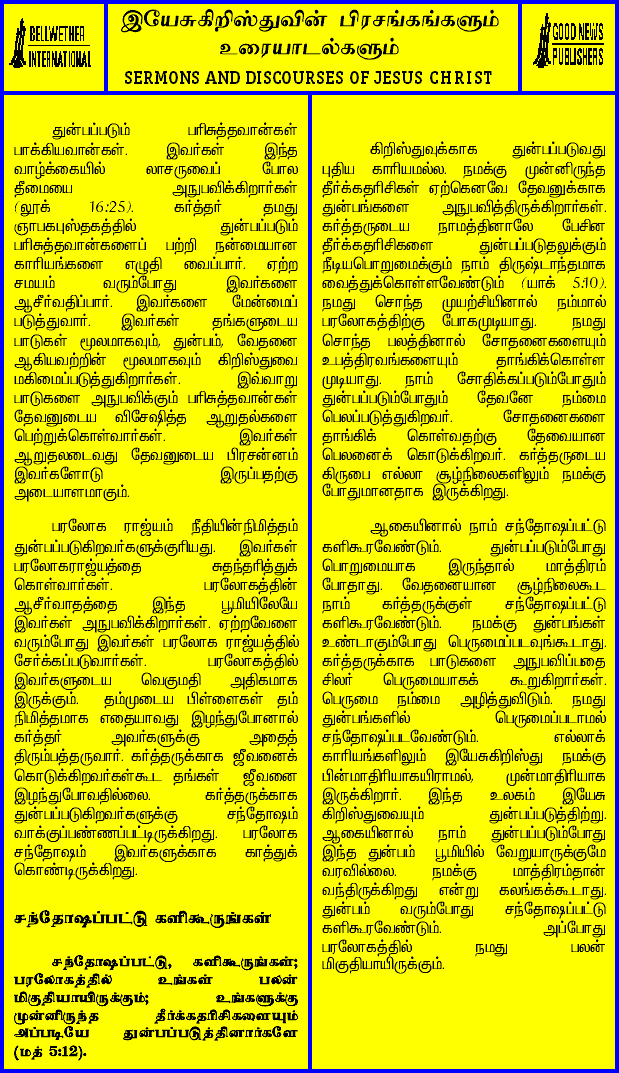 BELLWETHER
INTERNATIONAL
இயேசுகிறிஸ்துவின் பிரசங்கங்களும்
உரையாடல்களும்
SERMONS AND DISCOURSES OF JESUS CHRIST
GOOD NEWS
PUBLISHERS
துன்பப்படும் பரிசுத்தவான்கள்
பாக்கியவான்கள். இவர்கள் இந்த
வாழ்க்கையில் லாசருவைப் போல
தீமையை அநுபவிக்கிறார்கள்
(லூக் 16:25). கர்த்தர் தமது
ஞாபகபுஸ்தகத்தில் துன்பப்படும்
பரிசுத்தவான்களைப் பற்றி நன்மையான
காரியங்களை எழுதி வைப்பார். ஏற்ற
சமயம் வரும்போது இவர்களை
ஆசீர்வதிப்பார். இவர்களை மேன்மைப்
படுத்துவார். இவர்கள் தங்களுடைய
பாடுகள் மூலமாகவும், துன்பம், வேதனை
ஆகியவற்றின் மூலமாகவும் கிறிஸ்துவை
மகிமைப்படுத்துகிறார்கள். இவ்வாறு
பாடுகளை அநுபவிக்கும் பரிசுத்தவான்கள்
தேவனுடைய விசேஷித்த ஆறுதல்களை
பெற்றுக்கொள்வார்கள். இவர்கள்
ஆறுதலடைவது தேவனுடைய பிரசன்னம்
இவர்களோடு இருப்பதற்கு
அடையாளமாகும்.
பரலோக ராஜ்யம் நீதியின்நிமித்தம்
துன்பப்படுகிறவர்களுக்குரியது. இவர்கள்
பரலோகராஜ்யத்தை சுதந்தரித்துக்
கொள்வார்கள். பரலோகத்தின்
ஆசீர்வாதத்தை இந்த பூமியிலேயே
இவர்கள் அநுபவிக்கிறார்கள். ஏற்றவேளை
வரும்போது இவர்கள் பரலோக ராஜ்யத்தில்
சேர்க்கப்படுவார்கள். பரலோகத்தில்
இவர்களுடைய வெகுமதி அதிகமாக
இருக்கும். தம்முடைய பிள்ளைகள் தம்
நிமித்தமாக எதையாவது இழந்துபோனால்
கர்த்தர் அவர்களுக்கு அதைத்
திரும்பத்தருவார். கர்த்தருக்காக ஜீவனைக்
கொடுக்கிறவர்கள்கூட தங்கள் ஜீவனை
இழந்துபோவதில்லை. கர்த்தருக்காக
துன்பப்படுகிறவர்களுக்கு சந்தோஷம்
வாக்குப்பண்ணப்பட்டிருக்கிறது. பரலோக
சந்தோஷம் இவர்களுக்காக காத்துக்
கொண்டிருக்கிறது.
சந்தோஷப்பட்டு களிகூருங்கள்
சந்தோஷப்பட்டு, களிகூருங்கள்;
பரலோகத்தில் உங்கள் பலன்
மிகுதியாயிருக்கும்; உங்களுக்கு
முன்னிருந்த தீர்க்கதரிசிகளையும்
அப்படியே துன்பப்படுத்தினார்களே
(மத் 5:12).
கிறிஸ்துவுக்காக துன்பப்படுவது
புதிய காரியமல்ல. நமக்கு முன்னிருந்த
தீர்க்கதரிசிகள் ஏற்கெனவே தேவனுக்காக
துன்பங்களை அநுபவித்திருக்கிறார்கள்.
கர்த்தருடைய நாமத்தினாலே பேசின
தீர்க்கதரிசிகளை துன்பப்படுதலுக்கும்
நீடியபொறுமைக்கும் நாம் திருஷ்டாந்தமாக
வைத்துக்கொள்ளவேண்டும் (யாக் 5:10).
நமது சொந்த முயற்சியினால் நம்மால்
பரலோகத்திற்கு போகமுடியாது. நமது
சொந்த பலத்தினால் சோதனைகளையும்
உபத்திரவங்களையும் தாங்கிக்கொள்ள
முடியாது. நாம் சோதிக்கப்படும்போதும்
துன்பப்படும்போதும் தேவனே நம்மை
பெலப்படுத்துகிறவர். சோதனைகளை
தாங்கிக் கொள்வதற்கு தேவையான
பெலனைக் கொடுக்கிறவர். கர்த்தருடைய
கிருபை எல்லா சூழ்நிலைகளிலும் நமக்கு
போதுமானதாக இருக்கிறது.
ஆகையினால் நாம் சந்தோஷப்பட்டு
களிகூரவேண்டும். துன்பப்படும்போது
பொறுமையாக இருந்தால் மாத்திரம்
போதாது. வேதனையான சூழ்நிலைகூட
நாம் கர்த்தருக்குள் சந்தோஷப்பட்டு
களிகூரவேண்டும். நமக்கு துன்பங்கள்
உண்டாகும்போது பெருமைப்படவுங்கூடாது.
கர்த்தருக்காக பாடுகளை அநுபவிப்பதை
சிலர் பெருமையாகக் கூறுகிறார்கள்.
பெருமை நம்மை அழித்துவிடும். நமது
துன்பங்களில் பெருமைப்படாமல்
சந்தோஷப்படவேண்டும். எல்லாக்
காரியங்களிலும் இயேசுகிறிஸ்து நமக்கு
பின்மாதிரியாகயிராமல், முன்மாதிரியாக
இருக்கிறார். இந்த உலகம் இயேசு
கிறிஸ்துவையும் துன்பப்படுத்திற்று.
ஆகையினால் நாம் துன்பப்படும்போது
இந்த துன்பம் பூமியில் வேறுயாருக்குமே
வரவில்லை. நமக்கு மாத்திரம்தான்
வந்திருக்கிறது என்று கலங்கக்கூடாது.
துன்பம் வரும்போது சந்தோஷப்பட்டு
களிகூரவேண்டும். அப்போது
பரலோகத்தில் நமது பலன்
மிகுதியாயிருக்கும்.